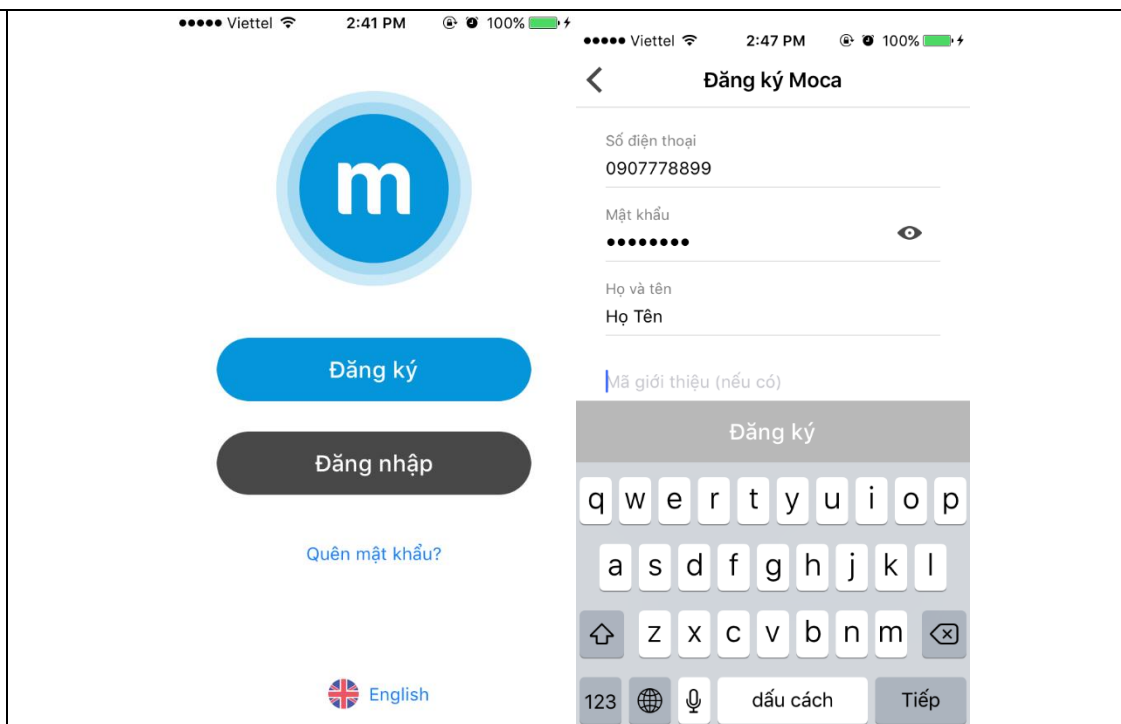 Viettel 2:41 PM 100%
m
Đăng ký
Đăng nhập
Quên mật khẩu?
English
Viettel 2:47 PM 100%
Đăng ký Moca
Số điện thoại
0907778899
Mật khẩu
••••••••
Họ và tên
Họ Tên
Mã giới thiệu (nếu có)
Đăng ký
q w e r t y u i o p
a s d f g h j k l
z x c v b n m
123 dấu cách Tiếp